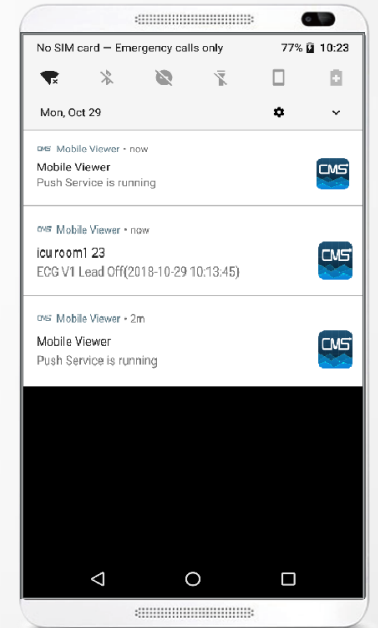 No SIM card — Emergency calls only 77% 10:23
Mon, Oct 29
CMS Mobile Viewer • now
Mobile Viewer
Push Service is running
CMS
CMS Mobile Viewer • now
icuroom1 23
ECG V1 Lead Off(2018-10-29 10:13:45)
CMS
CMS Mobile Viewer • 2m
Mobile Viewer
Push Service is running
CMS